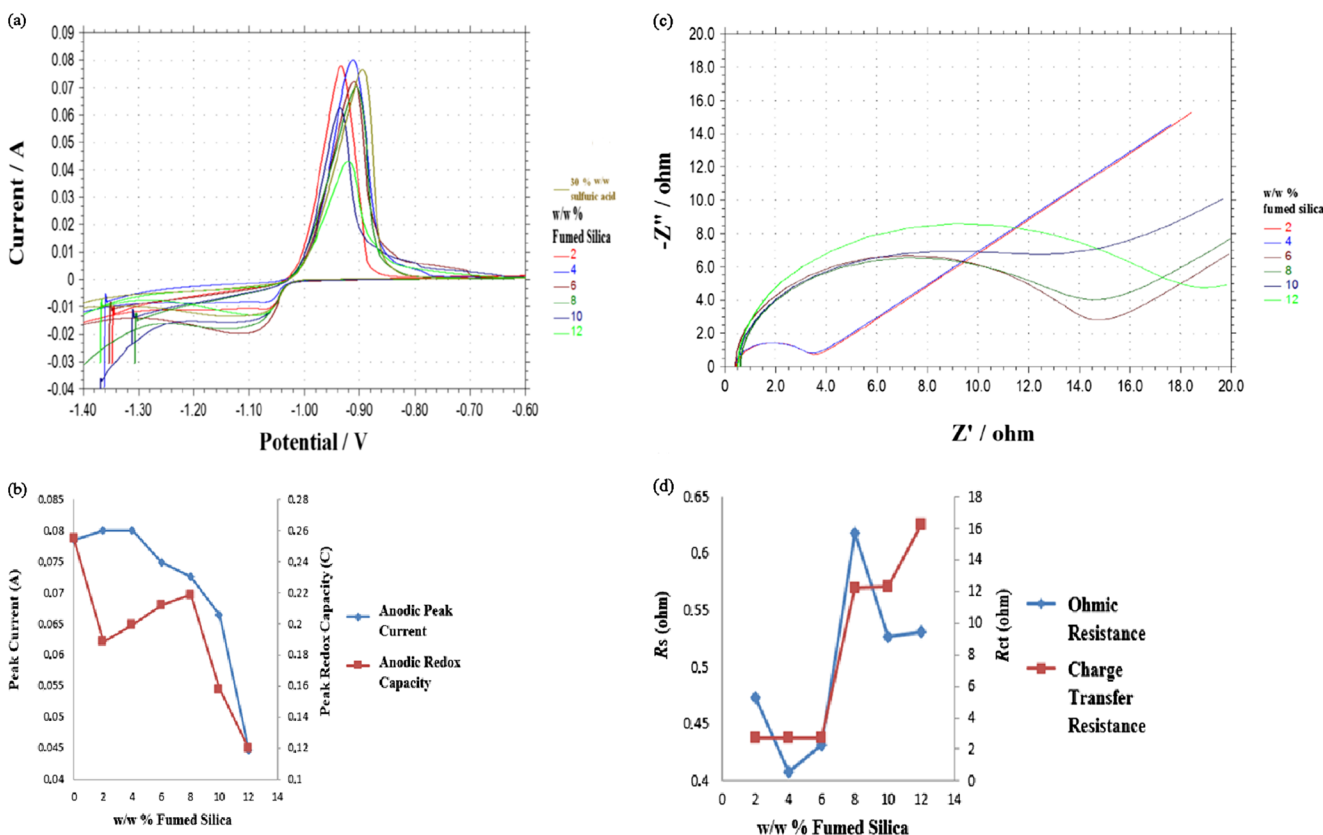 (a)
0.09
0.08
0.07
0.06
0.05
0.04
0.03
0.02
0.01
0
-0.01
-0.02
-0.03
-0.04
-1.40 -1.30 -1.20 -1.10 -1.00 -0.90 -0.80 -0.70 -0.60
Current / A
Potential / V
30 % w/w
sulfuric acid
w/w %
Fumed Silica
2
4
6
8
10
12
(c)
20.0
18.0
16.0
14.0
12.0
10.0
8.0
6.0
4.0
2.0
0
0 2.0 4.0 6.0 8.0 10.0 12.0 14.0 16.0 18.0 20.0
-Z'' / ohm
Z' / ohm
w/w %
fumed silica
2
4
6
8
10
12
(b)
0.085
0.08
0.075
0.07
0.065
0.06
0.055
0.05
0.045
0.04
0,28
0,26
0,24
0,22
0,2
0,18
0,16
0,14
0,12
0,1
0 2 4 6 8 10 12 14
Peak Current (A)
Peak Redox Capacity (C)
w/w % Fumed Silica
Anodic Peak
Current
Anodic Redox
Capacity
(d)
0.65
0.6
0.55
0.5
0.45
0.4
18
16
14
12
10
8
6
4
2
0
0 2 4 6 8 10 12 14
Rs (ohm)
Rct (ohm)
w/w % Fumed Silica
Ohmic
Resistance
Charge
Transfer
Resistance